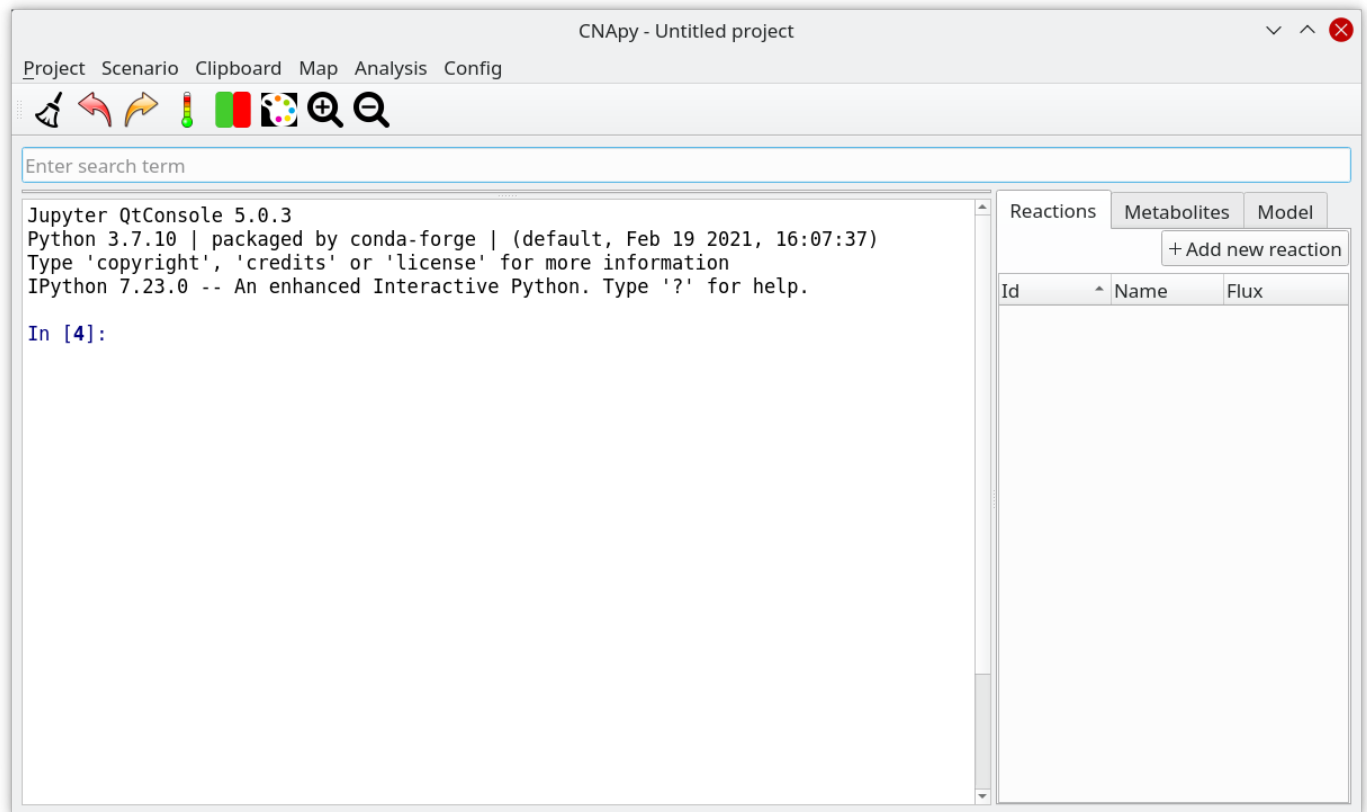 CNApy - Untitled project
Project Scenario Clipboard Map Analysis Config
Enter search term
Jupyter QtConsole 5.0.3
Python 3.7.10 | packaged by conda-forge | (default, Feb 19 2021, 16:07:37)
Type 'copyright', 'credits' or 'license' for more information
IPython 7.23.0 -- An enhanced Interactive Python. Type '?' for help.
In [4]:
Reactions Metabolites Model
+Add new reaction
Id Name Flux